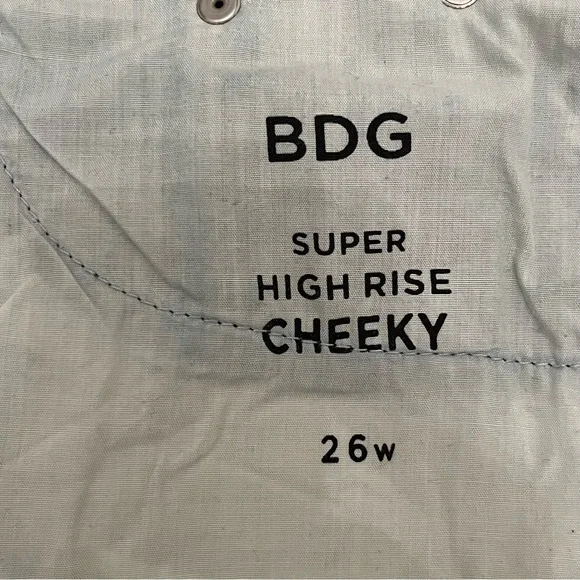 BDG
SUPER
HIGH RISE
CHEEKY
26w